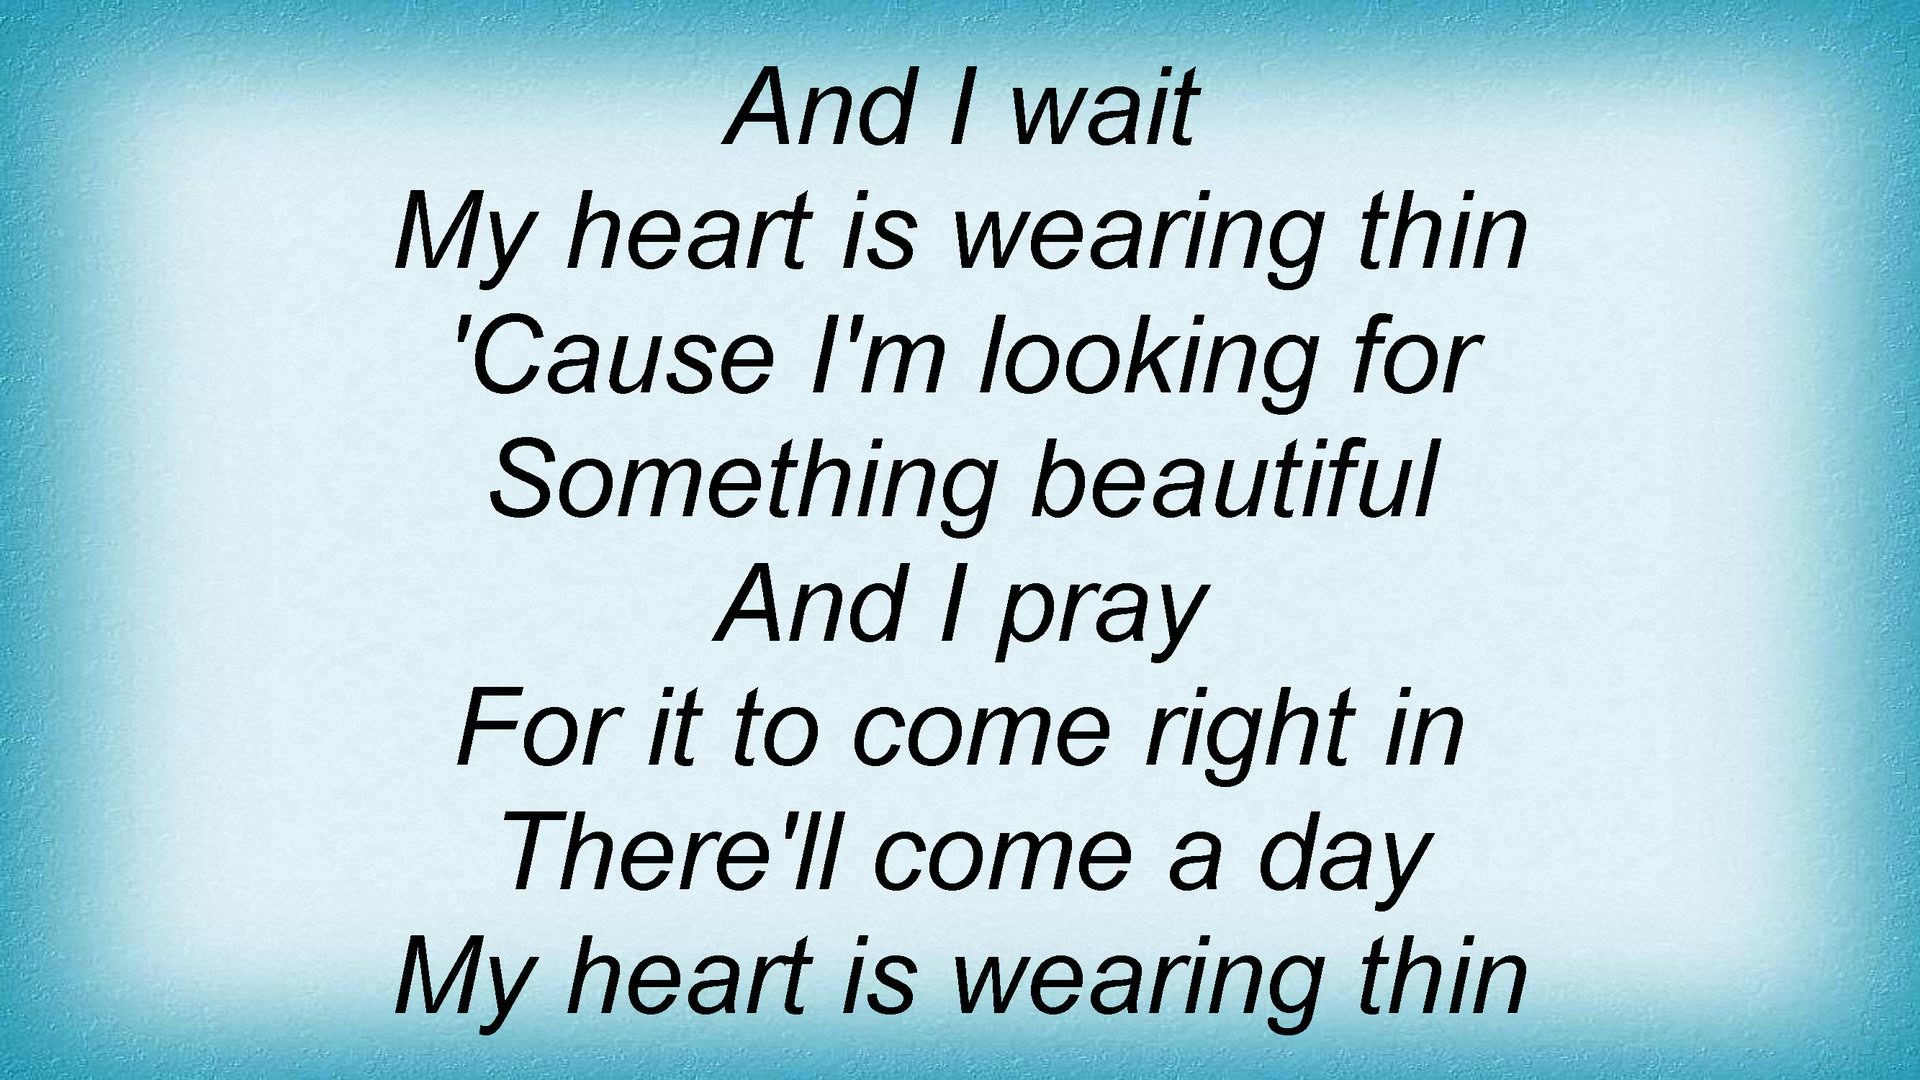 And I wait
My heart is wearing thin
'Cause I'm looking for
Something beautiful
And I pray
For it to come right in
There'll come a day
My heart is wearing thin